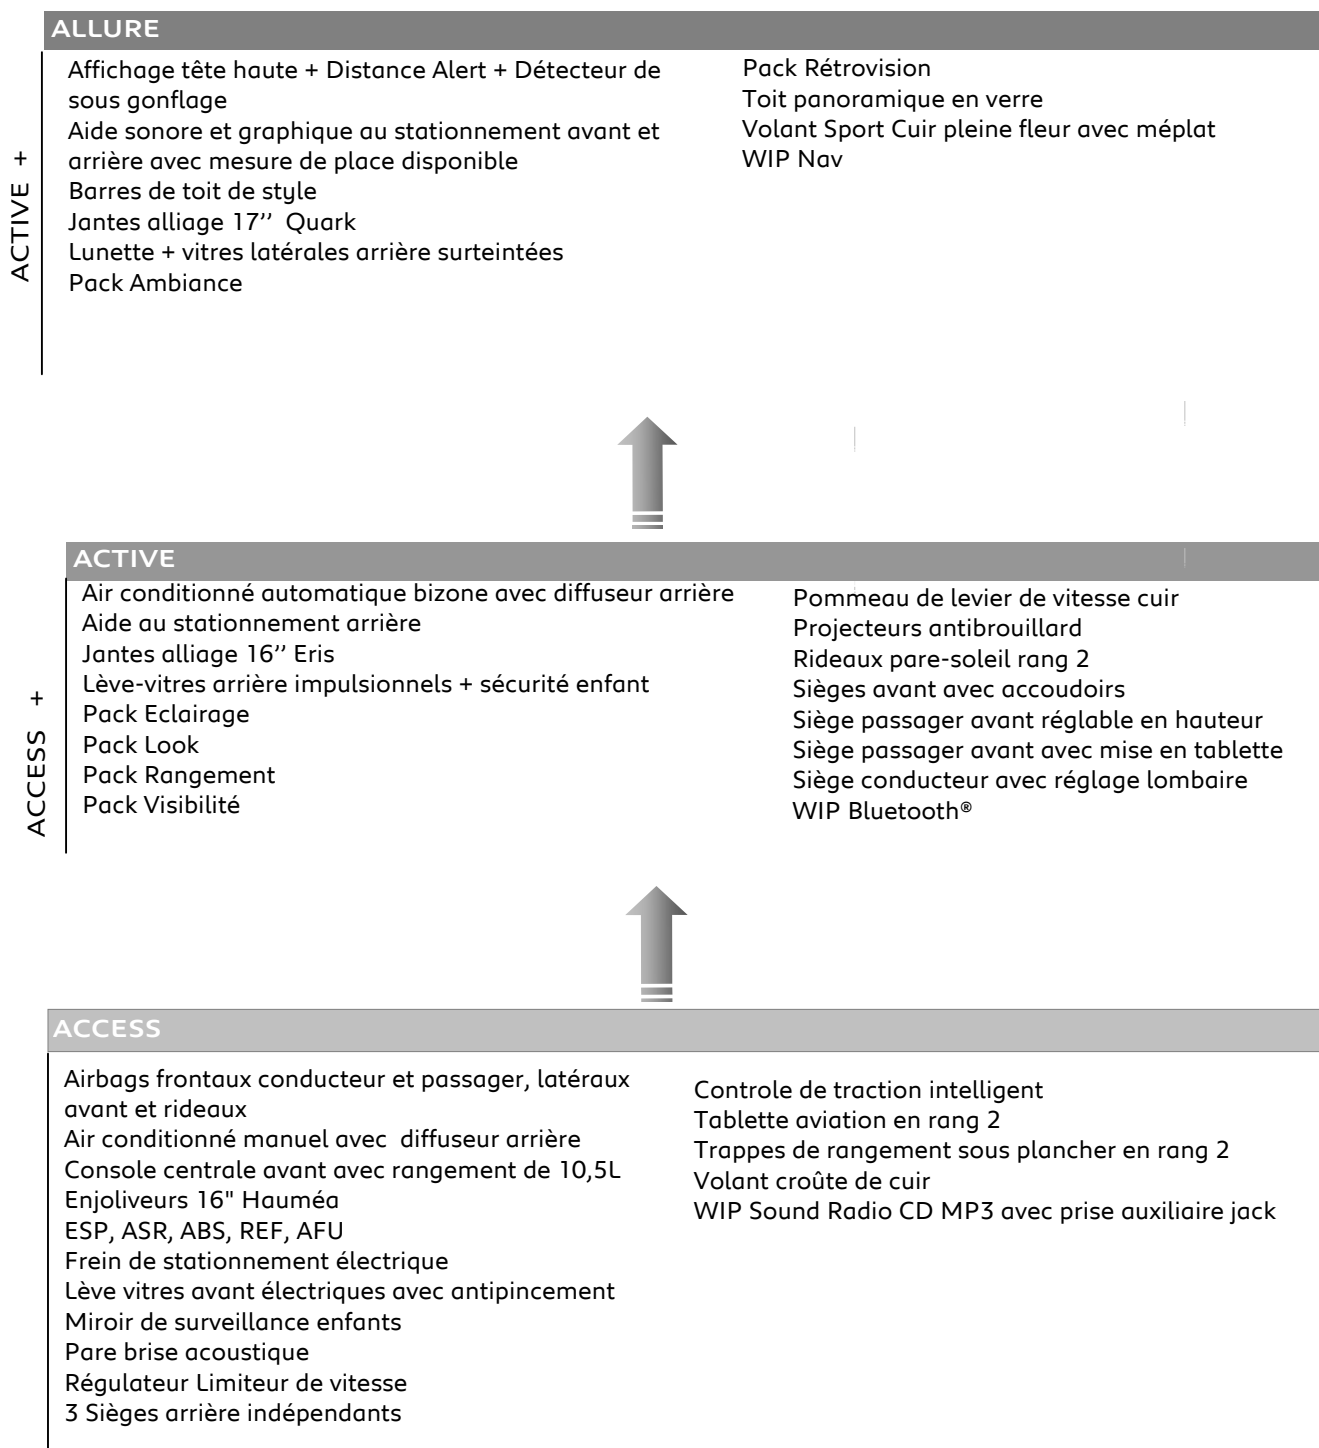 ALLURE
ACTIVE +
Affichage tête haute + Distance Alert + Détecteur de
sous gonflage
Aide sonore et graphique au stationnement avant et
arrière avec mesure de place disponible
Barres de toit de style
Jantes alliage 17’’ Quark
Lunette + vitres latérales arrière surteintées
Pack Ambiance
Pack Rétrovision
Toit panoramique en verre
Volant Sport Cuir pleine fleur avec méplat
WIP Nav
ACTIVE
ACCESS +
Air conditionné automatique bizone avec diffuseur arrière
Aide au stationnement arrière
Jantes alliage 16’’ Eris
Lève-vitres arrière impulsionnels + sécurité enfant
Pack Eclairage
Pack Look
Pack Rangement
Pack Visibilité
Pommeau de levier de vitesse cuir
Projecteurs antibrouillard
Rideaux pare-soleil rang 2
Sièges avant avec accoudoirs
Siège passager avant réglable en hauteur
Siège passager avant avec mise en tablette
Siège conducteur avec réglage lombaire
WIP Bluetooth®
ACCESS
Airbags frontaux conducteur et passager, latéraux
avant et rideaux
Air conditionné manuel avec diffuseur arrière
Console centrale avant avec rangement de 10,5L
Enjoliveurs 16" Hauméa
ESP, ASR, ABS, REF, AFU
Frein de stationnement électrique
Lève vitres avant électriques avec antipincement
Miroir de surveillance enfants
Pare brise acoustique
Régulateur Limiteur de vitesse
3 Sièges arrière indépendants
Controle de traction intelligent
Tablette aviation en rang 2
Trappes de rangement sous plancher en rang 2
Volant croûte de cuir
WIP Sound Radio CD MP3 avec prise auxiliaire jack